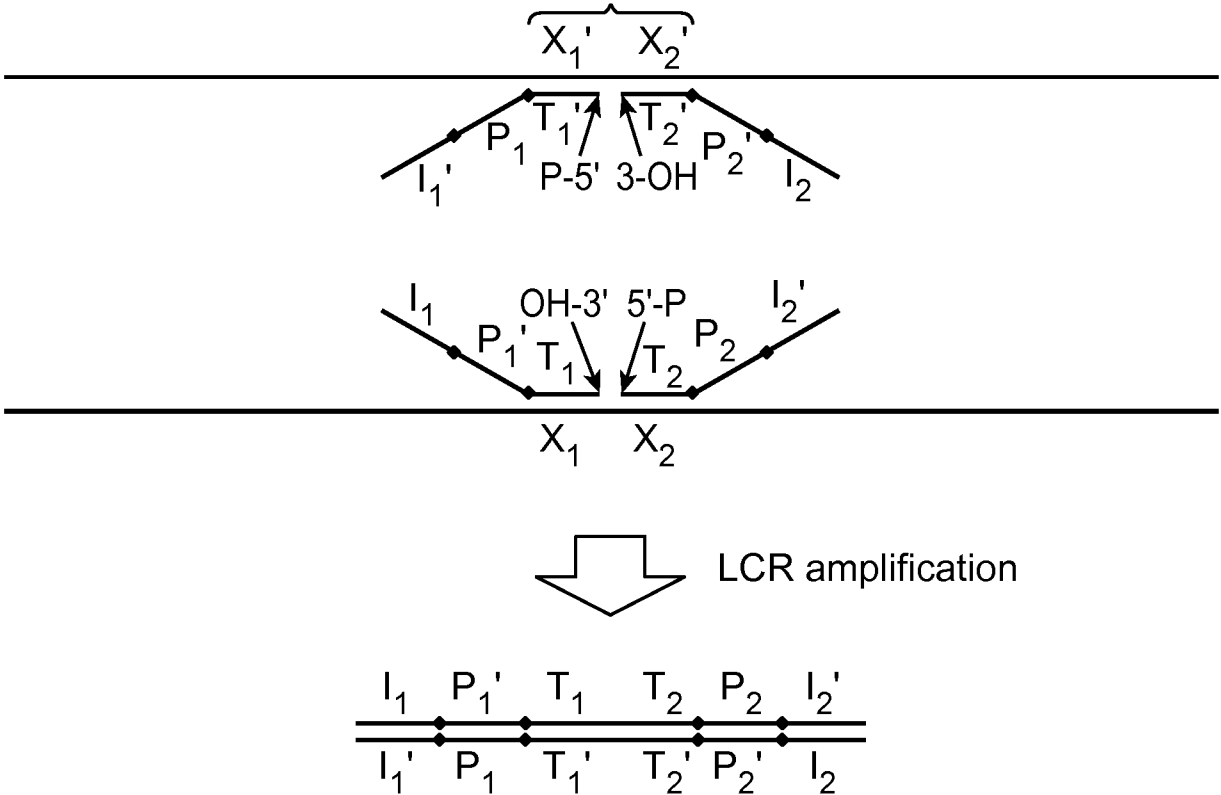 X₁' X₂'
T₁' T₂'
P₁ P₂'
I₁' P-5' 3-OH I₂
I₁ OH-3' 5'-P I₂'
P₁' T₁ T₂ P₂
X₁ X₂
LCR amplification
I₁ P₁' T₁ T₂ P₂ I₂'
I₁' P₁ T₁' T₂' P₂' I₂